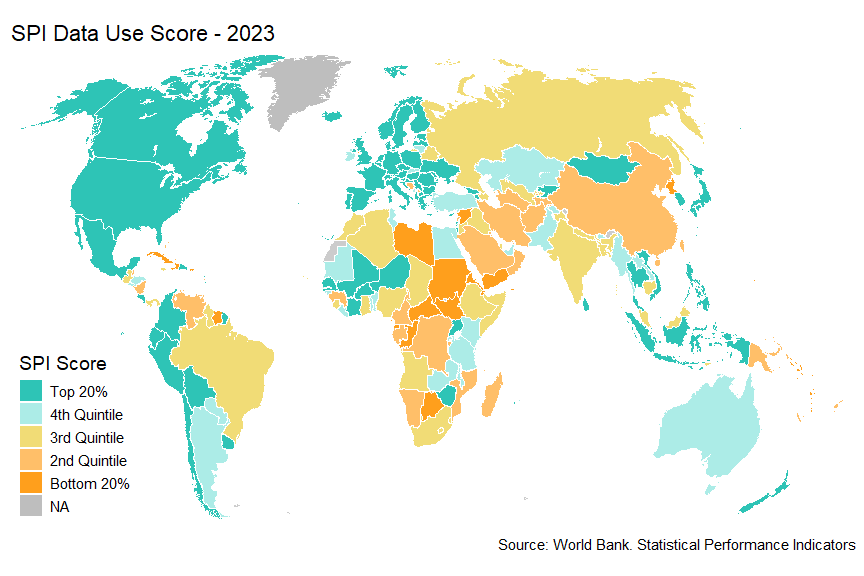 SPI Data Use Score - 2023
SPI Score
Top 20%
4th Quintile
3rd Quintile
2nd Quintile
Bottom 20%
NA
Source: World Bank. Statistical Performance Indicators